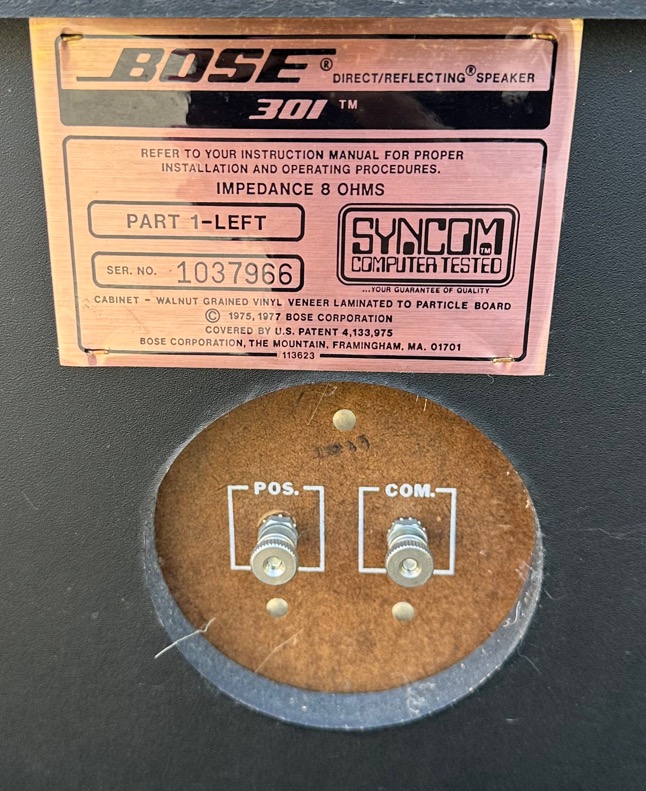 BOSE® DIRECT/REFLECTING® SPEAKER
301 ™
REFER TO YOUR INSTRUCTION MANUAL FOR PROPER
INSTALLATION AND OPERATING PROCEDURES.
IMPEDANCE 8 OHMS
PART 1-LEFT
SER. NO. 1037966
SYNCOM™
COMPUTER TESTED
...YOUR GUARANTEE OF QUALITY
CABINET - WALNUT GRAINED VINYL VENEER LAMINATED TO PARTICLE BOARD
© 1975, 1977 BOSE CORPORATION
COVERED BY U.S. PATENT 4,133,975
BOSE CORPORATION, THE MOUNTAIN, FRAMINGHAM, MA. 01701
113623
POS. COM.